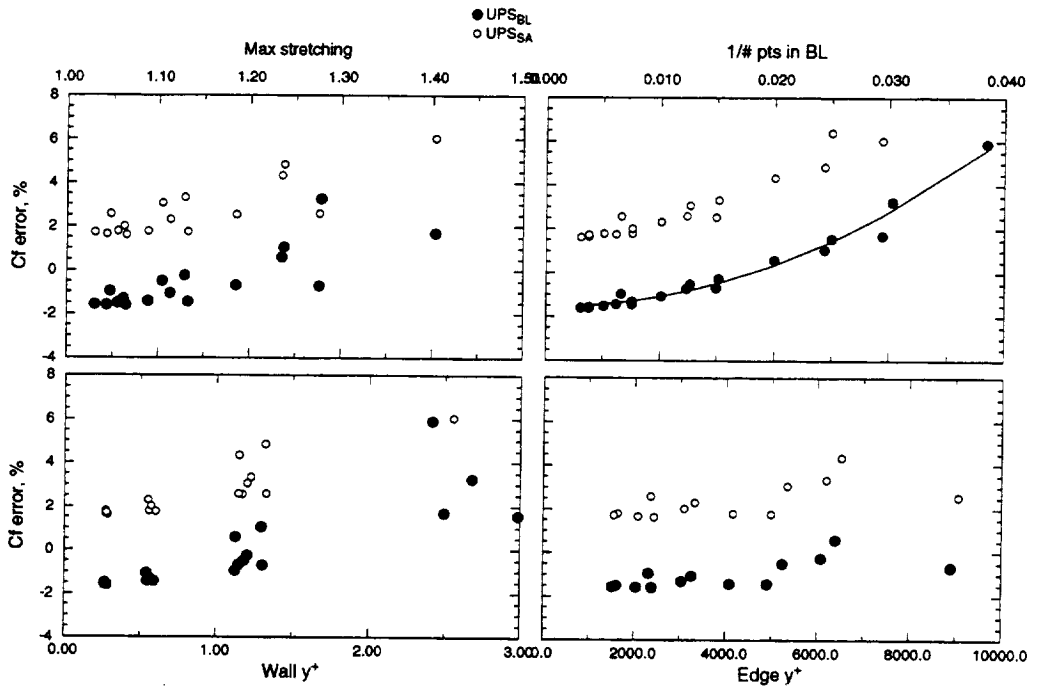 UPSBL
UPSSA
Max stretching
1/# pts in BL
1.00 1.10 1.20 1.30 1.40 1.50
0.000 0.010 0.020 0.030 0.040
8
6
4
2
0
-2
-4
Cf error, %
8
6
4
2
0
-2
-4
Cf error, %
0.00 1.00 2.00 3.00
2000.0 4000.0 6000.0 8000.0 10000.0
Wall y+
Edge y+